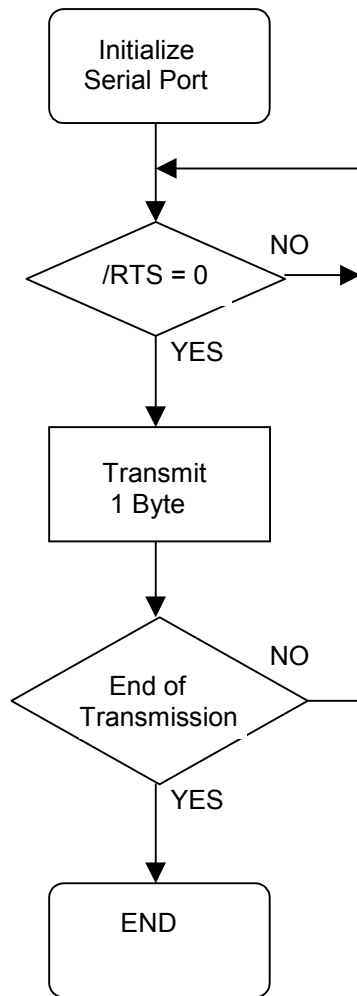 Initialize
Serial Port
/RTS = 0
NO
YES
Transmit
1 Byte
End of
Transmission
NO
YES
END